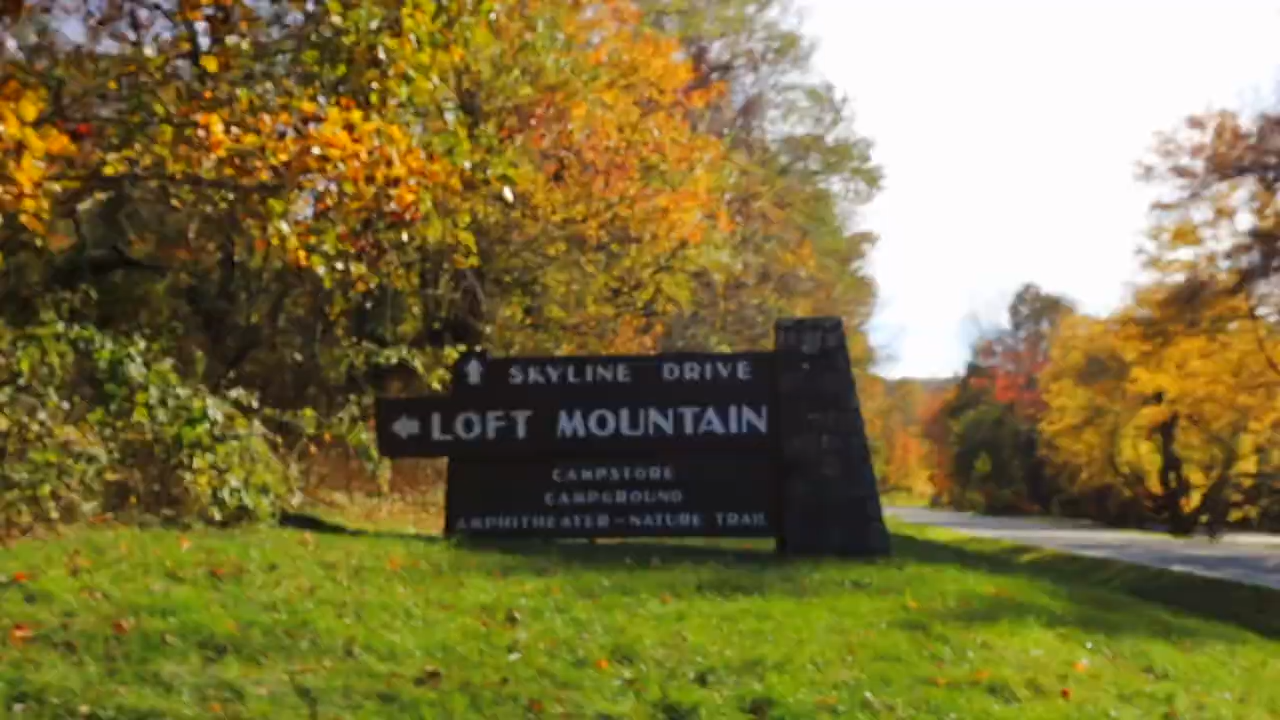 SKYLINE DRIVE
LOFT MOUNTAIN
CAMPSTORE
CAMPGROUND
AMPHITHEATER - NATURE TRAIL